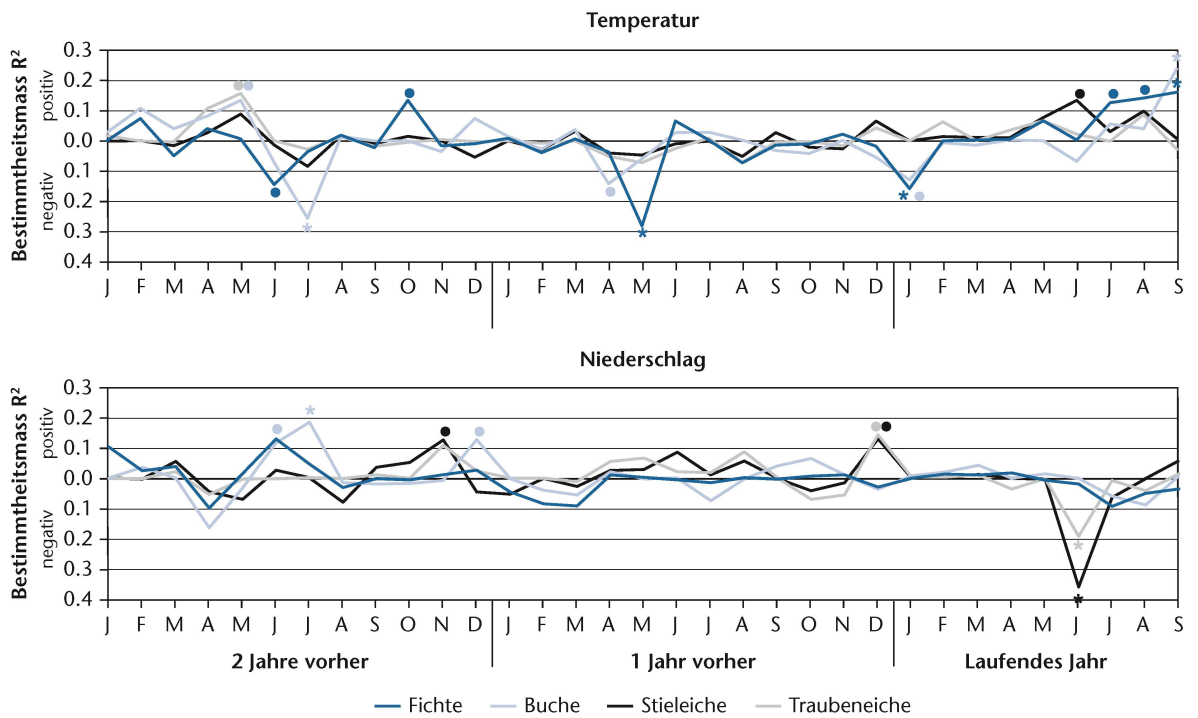 Temperatur
Bestimmtheitsmass R²
negativ positiv
0.3
0.2
0.1
0.0
0.1
0.2
0.3
0.4
J F M A M J J A S O N D J F M A M J J A S O N D J F M A M J J A S
Niederschlag
Bestimmtheitsmass R²
negativ positiv
0.3
0.2
0.1
0.0
0.1
0.2
0.3
0.4
J F M A M J J A S O N D J F M A M J J A S O N D J F M A M J J A S
2 Jahre vorher 1 Jahr vorher Laufendes Jahr
Fichte Buche Stieleiche Traubeneiche